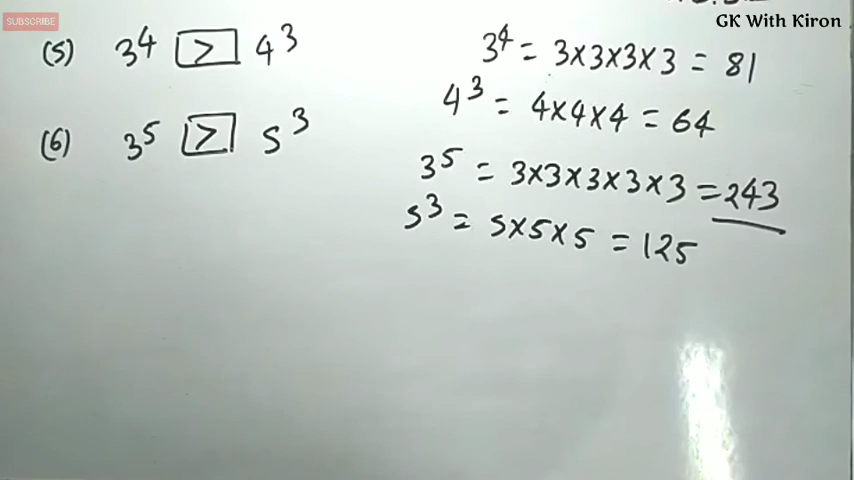 SUBSCRIBE
GK With Kiron
(5) 3⁴ > 4³
3⁴ = 3×3×3×3 = 81
4³ = 4×4×4 = 64
(6) 3⁵ > 5³
3⁵ = 3×3×3×3×3 = 243
5³ = 5×5×5 = 125